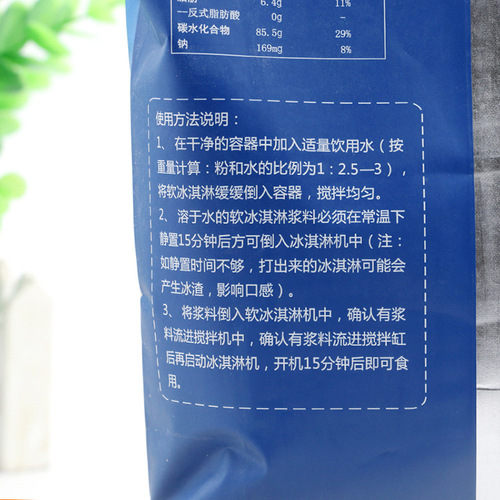 脂肪 6.4g 11%
--反式脂肪酸 0g -
碳水化合物 85.5g 29%
钠 169mg 8%
使用方法说明：
1、在干净的容器中加入适量饮用水（按
重量计算：粉和水的比例为1：2.5—3），
将软冰淇淋缓缓倒入容器，搅拌均匀。
2、溶于水的软冰淇淋浆料必须在常温下
静置15分钟后方可倒入冰淇淋机中（注：
如静置时间不够，打出来的冰淇淋可能会
产生冰渣，影响口感）。
3、将浆料倒入软冰淇淋机中，确认有浆
料流进搅拌机中，确认有浆料流进搅拌缸
后再启动冰淇淋机，开机15分钟后即可食
用。